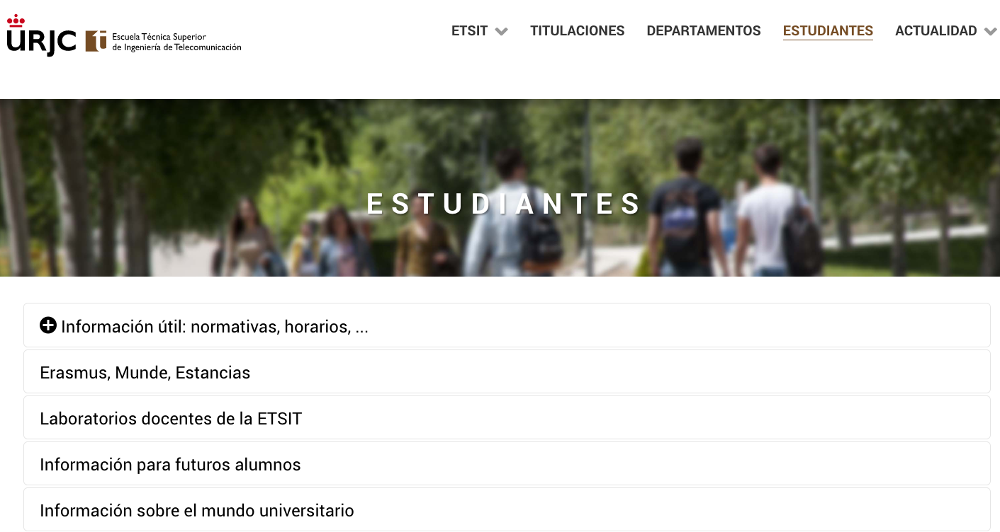 URJC
Escuela Técnica Superior
de Ingeniería de Telecomunicación
ETSIT TITULACIONES DEPARTAMENTOS ESTUDIANTES ACTUALIDAD
ESTUDIANTES
Información útil: normativas, horarios, ...
Erasmus, Munde, Estancias
Laboratorios docentes de la ETSIT
Información para futuros alumnos
Información sobre el mundo universitario